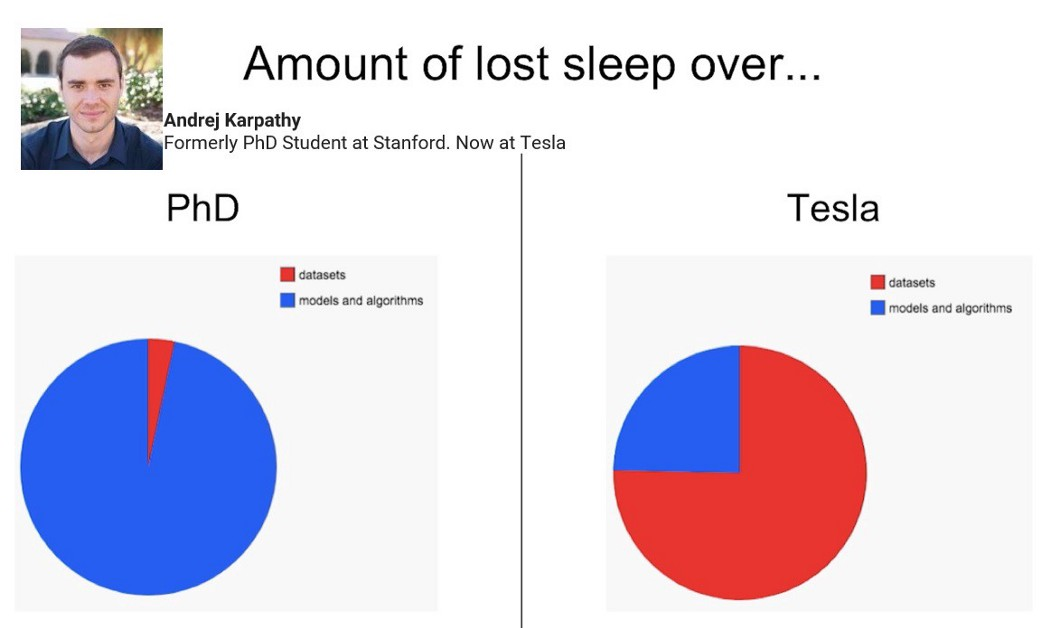 Amount of lost sleep over...
Andrej Karpathy
Formerly PhD Student at Stanford. Now at Tesla
PhD
datasets
models and algorithms
Tesla
datasets
models and algorithms